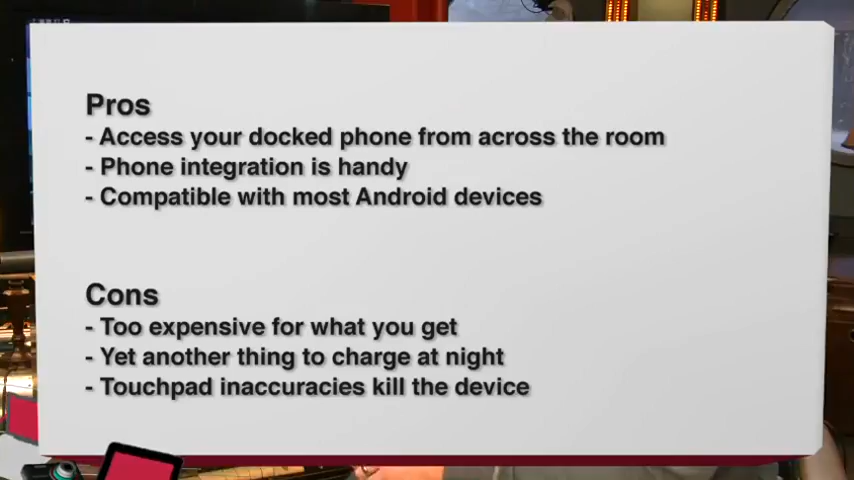 Pros
- Access your docked phone from across the room
- Phone integration is handy
- Compatible with most Android devices
Cons
- Too expensive for what you get
- Yet another thing to charge at night
- Touchpad inaccuracies kill the device